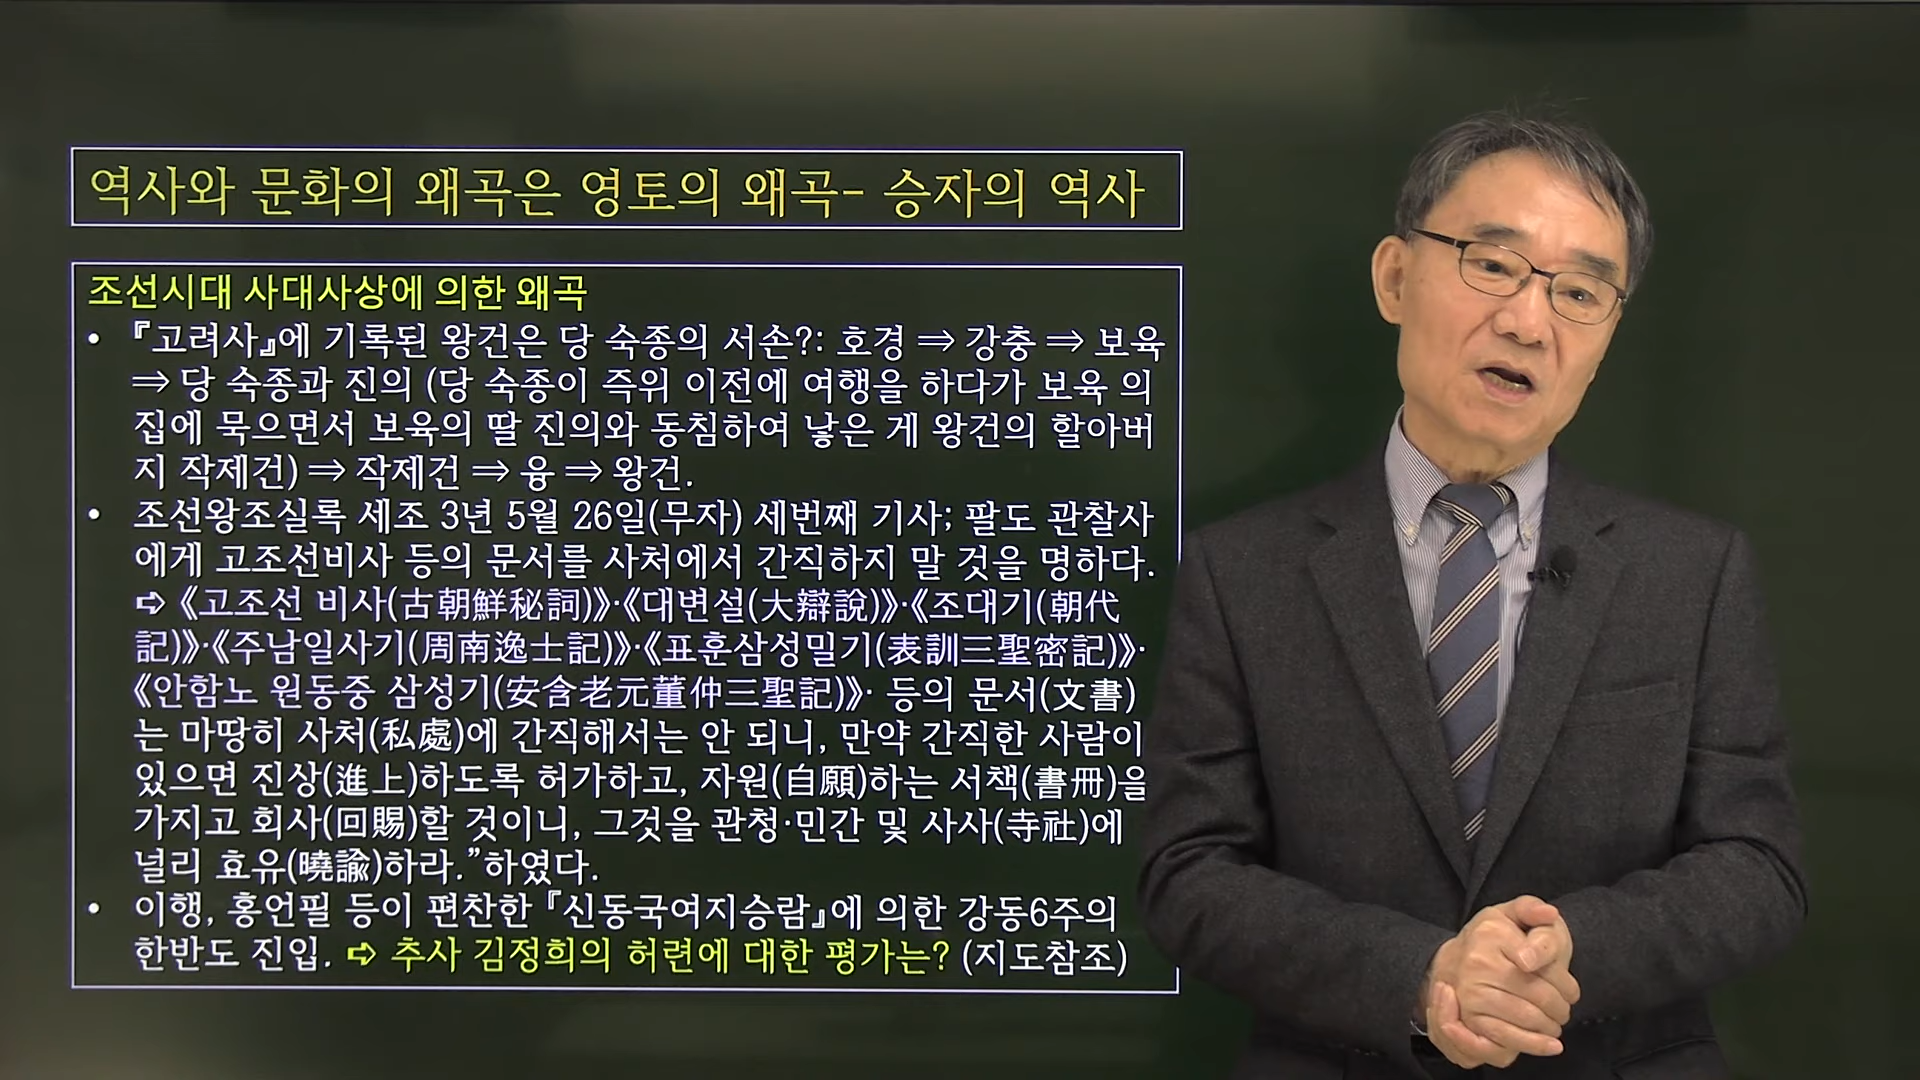 역사와 문화의 왜곡은 영토의 왜곡- 승자의 역사
조선시대 사대사상에 의한 왜곡
• 『고려사』에 기록된 왕건은 당 숙종의 서손?: 호경 ⇒ 강충 ⇒ 보육
⇒ 당 숙종과 진의 (당 숙종이 즉위 이전에 여행을 하다가 보육 의
집에 묵으면서 보육의 딸 진의와 동침하여 낳은 게 왕건의 할아버
지 작제건) ⇒ 작제건 ⇒ 융 ⇒ 왕건.
• 조선왕조실록 세조 3년 5월 26일(무자) 세번째 기사; 팔도 관찰사
에게 고조선비사 등의 문서를 사처에서 간직하지 말 것을 명하다.
➪ 《고조선 비사(古朝鮮秘詞)》·《대변설(大辯說)》·《조대기(朝代
記)》·《주남일사기(周南逸士記)》·《표훈삼성밀기(表訓三聖密記)》·
《안함노 원동중 삼성기(安含老元董仲三聖記)》· 등의 문서(文書)
는 마땅히 사처(私處)에 간직해서는 안 되니, 만약 간직한 사람이
있으면 진상(進上)하도록 허가하고, 자원(自願)하는 서책(書冊)을
가지고 회사(回賜)할 것이니, 그것을 관청·민간 및 사사(寺社)에
널리 효유(曉諭)하라.”하였다.
• 이행, 홍언필 등이 편찬한 『신동국여지승람』에 의한 강동6주의
한반도 진입. ➪ 추사 김정희의 허련에 대한 평가는? (지도참조)